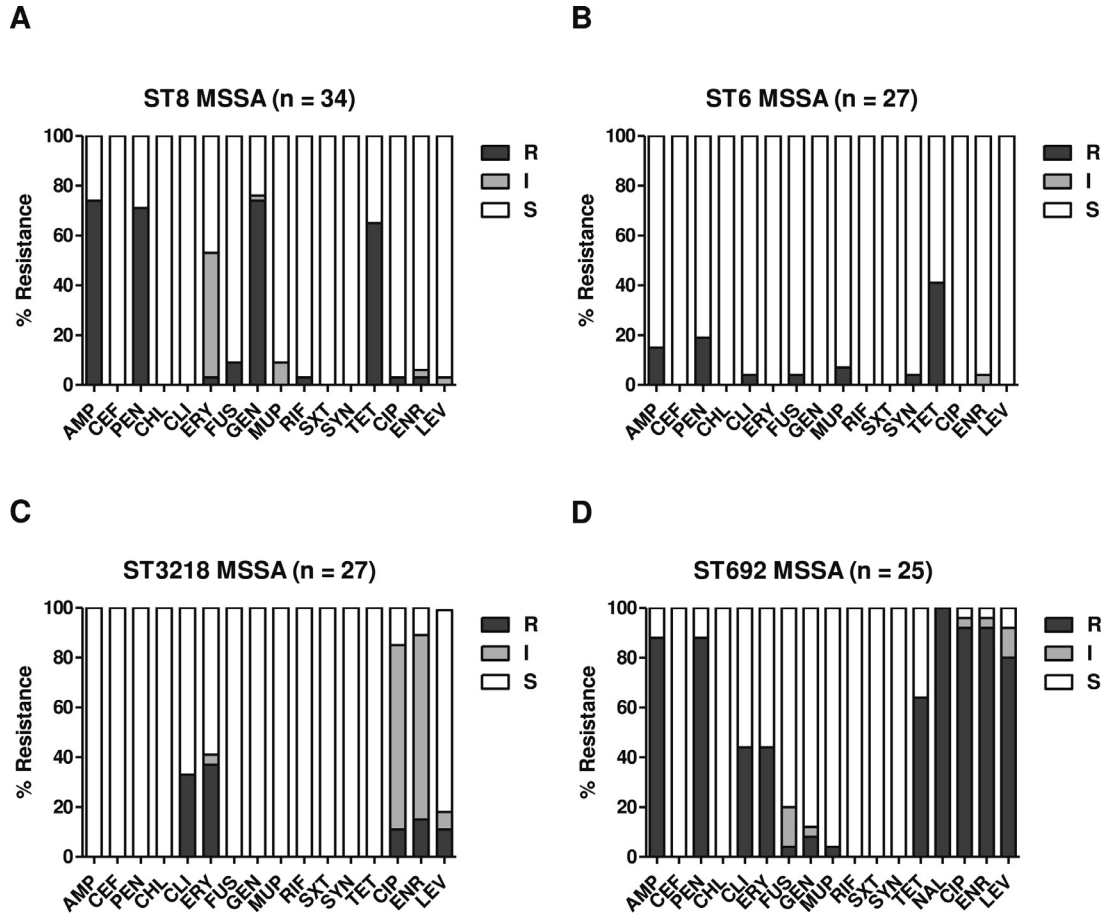 A
ST8 MSSA (n = 34)
% Resistance
100
80
60
40
20
0
AMP CEF PEN CHL CLI ERY FUS GEN MUP RIF SXT SYN TET CIP ENR LEV
R
I
S
B
ST6 MSSA (n = 27)
% Resistance
100
80
60
40
20
0
AMP CEF PEN CHL CLI ERY FUS GEN MUP RIF SXT SYN TET CIP ENR LEV
R
I
S
C
ST3218 MSSA (n = 27)
% Resistance
100
80
60
40
20
0
AMP CEF PEN CHL CLI ERY FUS GEN MUP RIF SXT SYN TET CIP ENR LEV
R
I
S
D
ST692 MSSA (n = 25)
% Resistance
100
80
60
40
20
0
AMP CEF PEN CHL CLI ERY FUS GEN MUP RIF SXT SYN TET NAL CIP ENR LEV
R
I
S